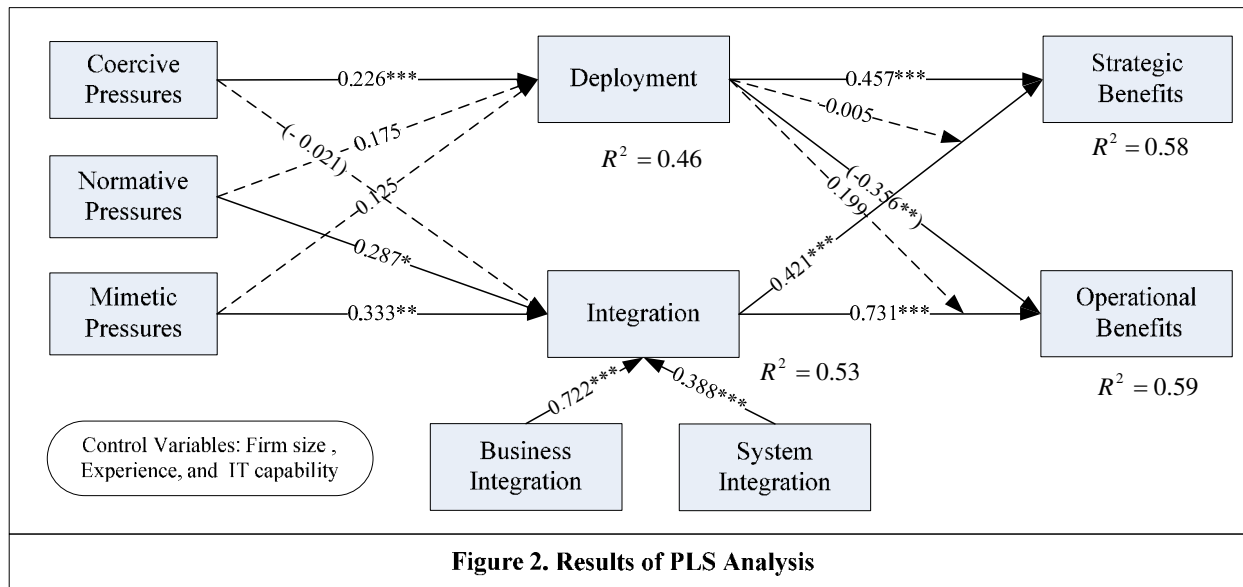 Coercive
Pressures
0.226***
Deployment
0.457***
Strategic
Benefits
-0.005
R² = 0.46
R² = 0.58
(- 0.021)
0.175
Normative
Pressures
0.125
(-0.356**)
0.199
0.287*
0.421***
Mimetic
Pressures
0.333**
Integration
0.731***
Operational
Benefits
R² = 0.53
R² = 0.59
0.722***
0.388***
Control Variables: Firm size ,
Experience, and IT capability
Business
Integration
System
Integration
Figure 2. Results of PLS Analysis